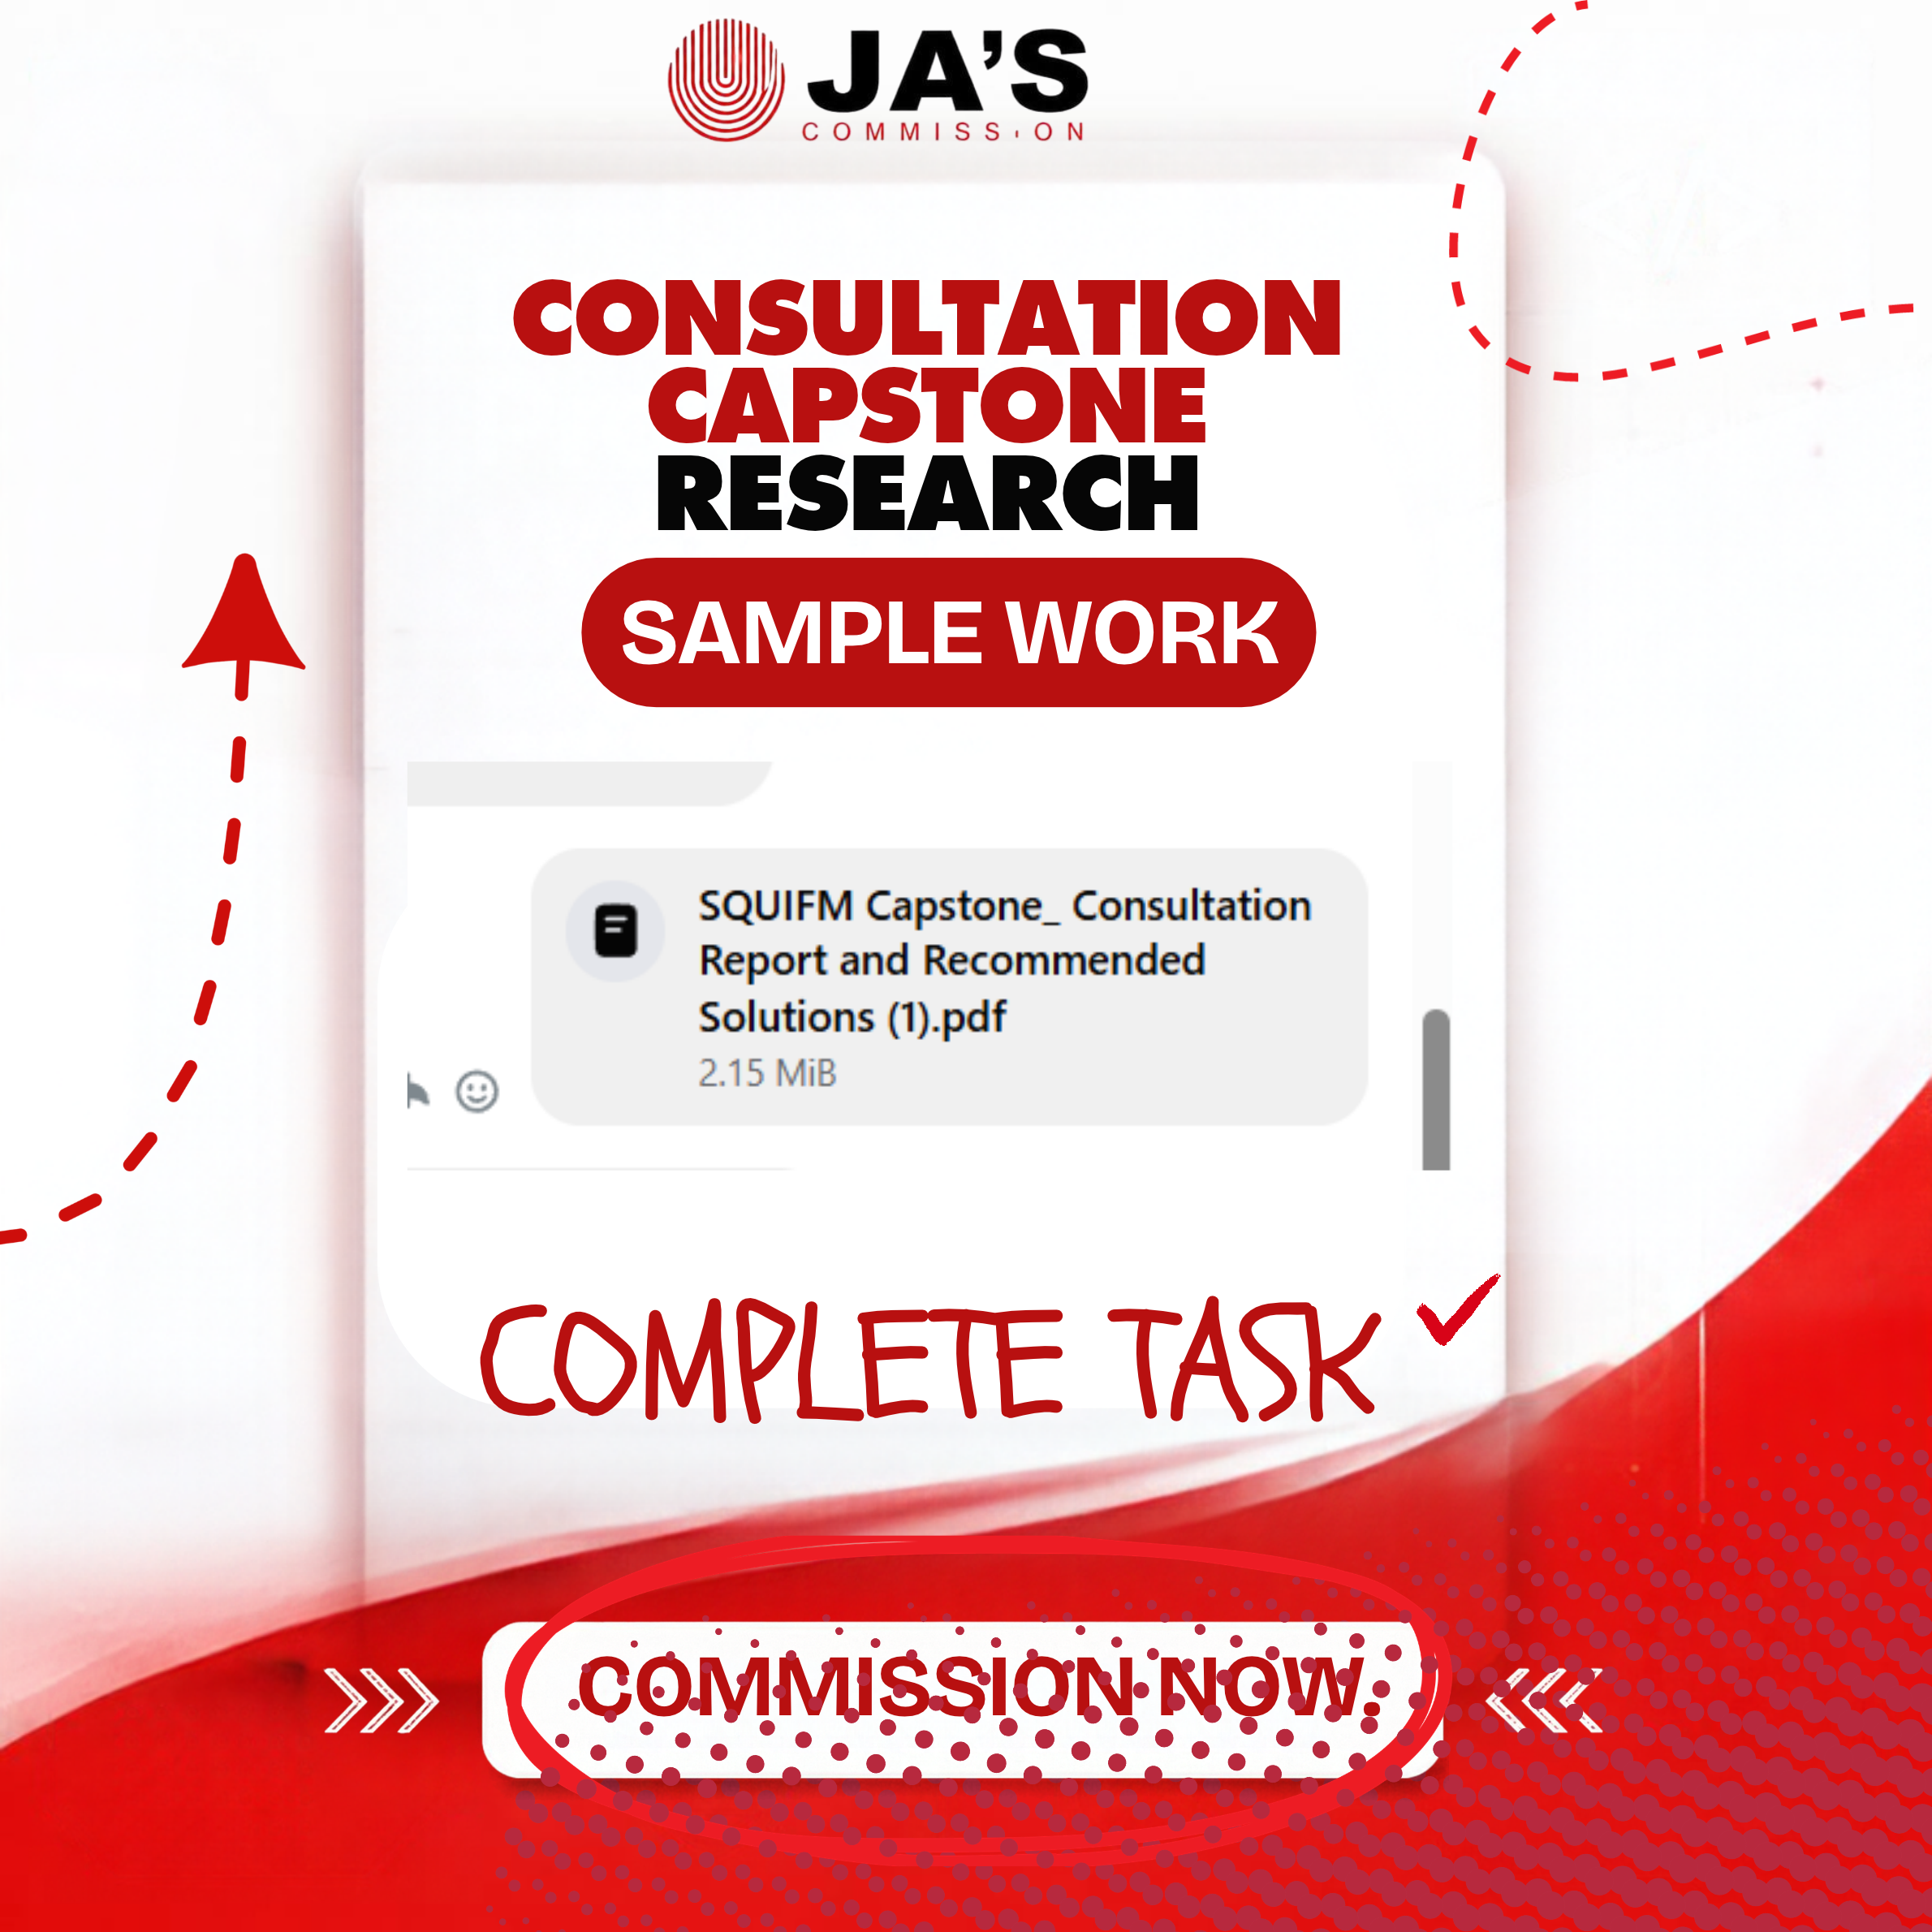 JA'S
COMMISSION
CONSULTATION
CAPSTONE
RESEARCH
SAMPLE WORK
SQUIFM Capstone_ Consultation
Report and Recommended
Solutions (1).pdf
2.15 MiB
COMPLETE TASK
COMMISSION NOW.